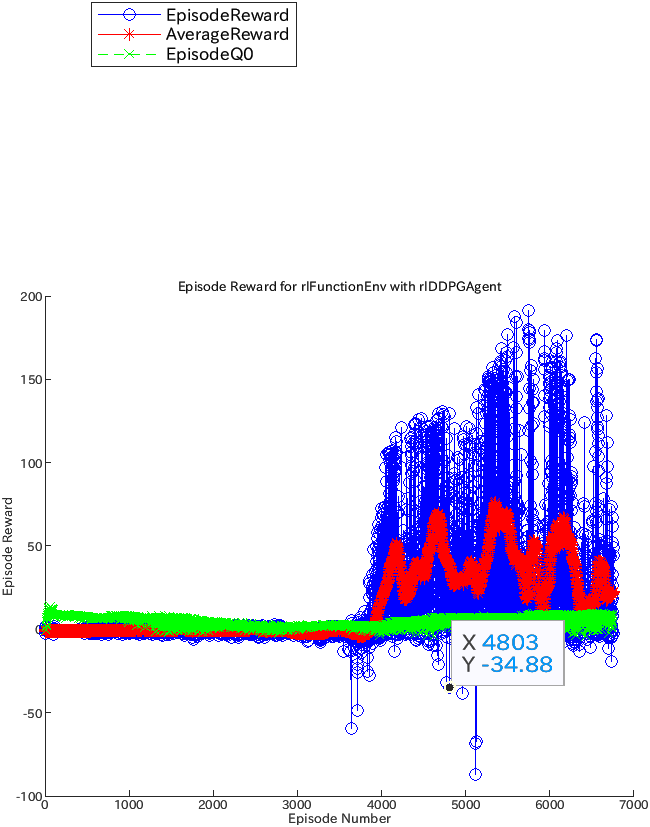 EpisodeReward
AverageReward
EpisodeQ0
Episode Reward for rlFunctionEnv with rlDDPGAgent
200
150
100
50
0
-50
-100
Episode Reward
X 4803
Y -34.88
0 1000 2000 3000 4000 5000 6000 7000
Episode Number